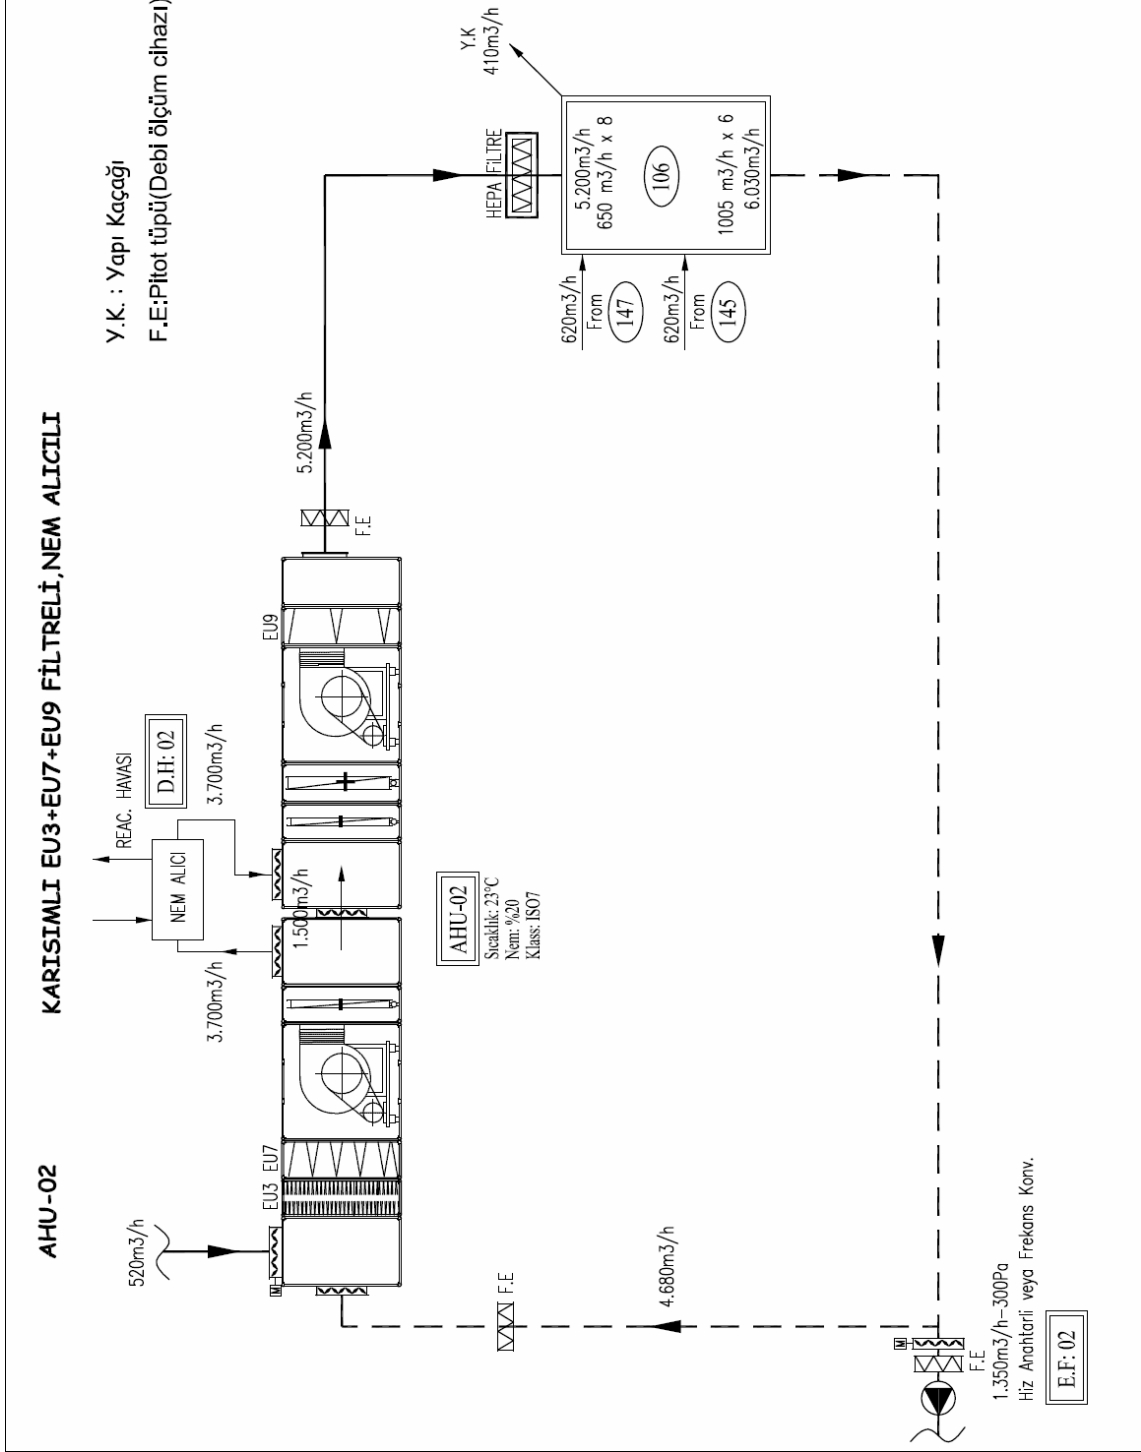 AHU-02
KARISIMLI EU3+EU7+EU9 FİLTRELİ,NEM ALICILI
Y.K. : Yapı Kaçağı
F.E:Pitot tüpü(Debi ölçüm cihazı)
520m3/h
M
EU3
EU7
3.700m3/h
NEM ALICI
REAC. HAVASI
D.H: 02
3.700m3/h
1.500m3/h
EU9
F.E
5.200m3/h
AHU-02
Sıcaklık: 23°C
Nem: %20
Klass: ISO7
HEPA FİLTRE
Y.K
410m3/h
5.200m3/h
650 m3/h x 8
106
1005 m3/h x 6
6.030m3/h
620m3/h
From
147
620m3/h
From
145
F.E
4.680m3/h
M
F.E
1.350m3/h-300Pa
Hiz Anahtarli veya Frekans Konv.
E.F: 02